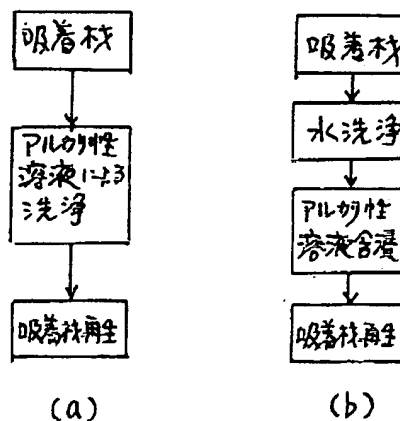 吸着材
アルカリ性
溶液による
洗浄
吸着材再生
(a)
吸着材
水洗浄
アルカリ性
溶液含浸
吸着材再生
(b)